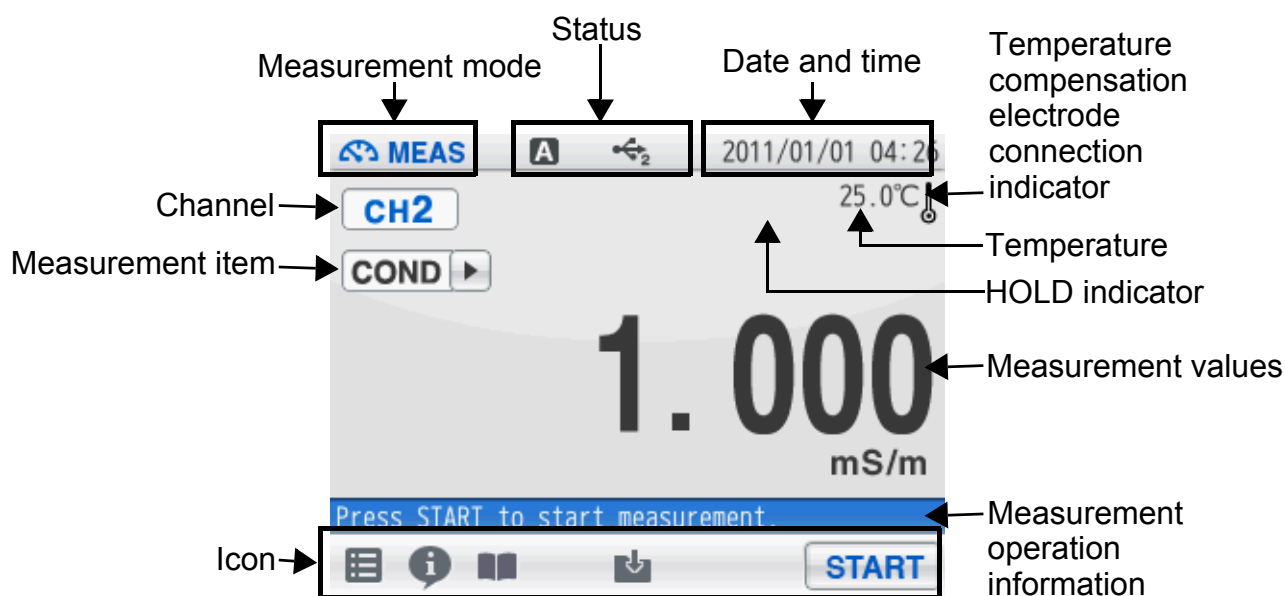 Status
Measurement mode
Date and time
Temperature
compensation
electrode
connection
indicator
MEAS
A
2
2011/01/01 04:26
Channel
CH2
25.0℃
Measurement item
COND
Temperature
HOLD indicator
1.000
Measurement values
mS/m
Press START to start measurement.
Measurement
operation
information
Icon
i
START